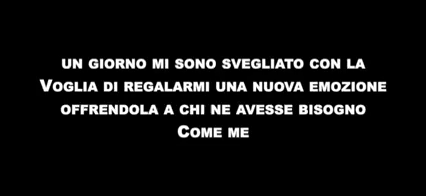 un giorno mi sono svegliato con la
Voglia di regalarmi una nuova emozione
offrendola a chi ne avesse bisogno
Come me